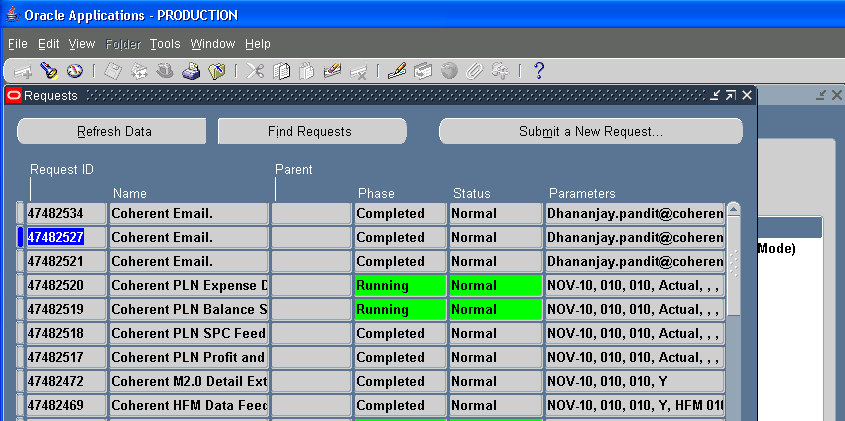 Oracle Applications - PRODUCTION
File Edit View Folder Tools Window Help
?
Requests
Refresh Data Find Requests Submit a New Request...
Request ID Parent
Name Phase Status Parameters
47482534 Coherent Email. Completed Normal Dhananjay.pandit@coheren
47482527 Coherent Email. Completed Normal Dhananjay.pandit@coheren
Mode)
47482521 Coherent Email. Completed Normal Dhananjay.pandit@coheren
47482520 Coherent PLN Expense D Running Normal NOV-10, 010, 010, Actual, , ,
47482519 Coherent PLN Balance S Running Normal NOV-10, 010, 010, Actual, , ,
47482518 Coherent PLN SPC Feed Completed Normal NOV-10, 010, 010, Actual, , ,
47482517 Coherent PLN Profit and Completed Normal NOV-10, 010, 010, Actual, , ,
47482472 Coherent M2.0 Detail Ext Completed Normal NOV-10, 010, 010, Y
47482469 Coherent HFM Data Feed Completed Normal NOV-10, 010, 010, Y, HFM 010